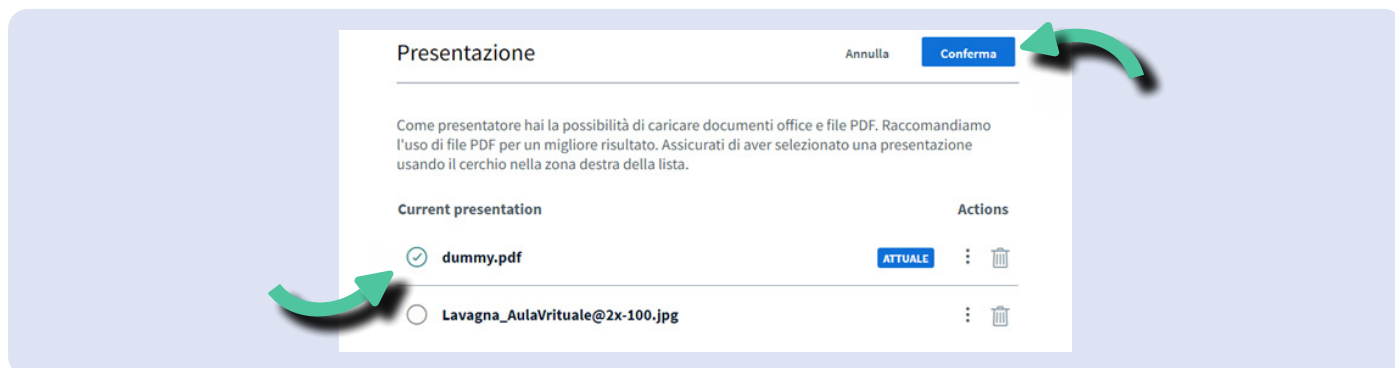 Presentazione Annulla Conferma
Come presentatore hai la possibilità di caricare documenti office e file PDF. Raccomandiamo
l'uso di file PDF per un migliore risultato. Assicurati di aver selezionato una presentazione
usando il cerchio nella zona destra della lista.
Current presentation Actions
dummy.pdf ATTUALE
Lavagna_AulaVrituale@2x-100.jpg